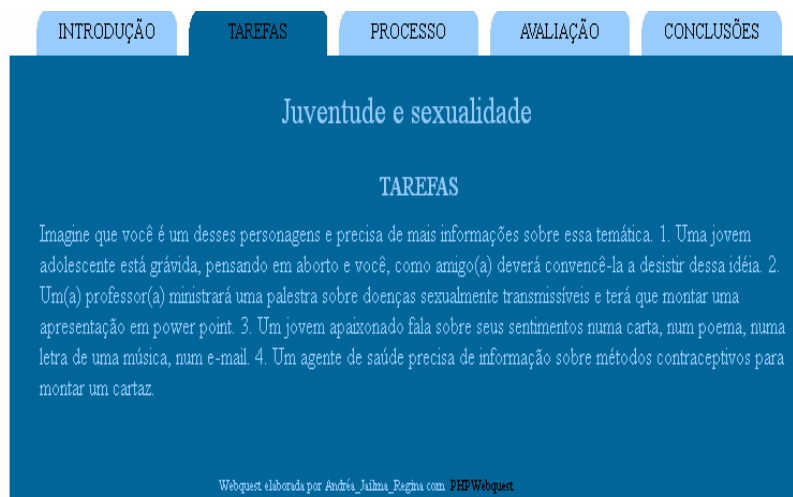 INTRODUÇÃO TAREFAS PROCESSO AVALIAÇÃO CONCLUSÕES
Juventude e sexualidade
TAREFAS
Imagine que você é um desses personagens e precisa de mais informações sobre essa temática. 1. Uma jovem
adolescente está grávida, pensando em aborto e você, como amigo(a) deverá convencê-la a desistir dessa idéia. 2.
Um(a) professor(a) ministrará uma palestra sobre doenças sexualmente transmissíveis e terá que montar uma
apresentação em power point. 3. Um jovem apaixonado fala sobre seus sentimentos numa carta, num poema, numa
letra de uma música, num e-mail. 4. Um agente de saúde precisa de informação sobre métodos contraceptivos para
montar um cartaz.
Webquest elaborada por Andréa_Jailma_Regina com PHPWebquest